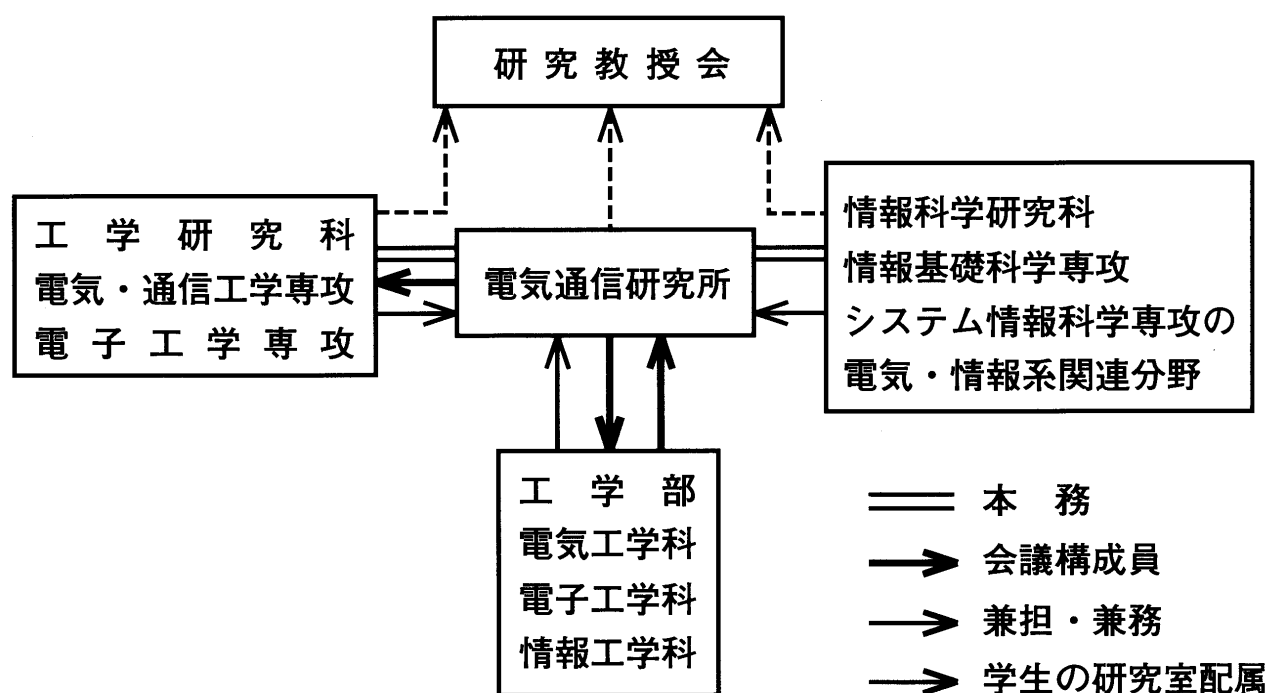 研究教授会
工学研究科
電気・通信工学専攻
電子工学専攻
電気通信研究所
情報科学研究科
情報基礎科学専攻
システム情報科学専攻の
電気・情報系関連分野
工学部
電気工学科
電子工学科
情報工学科
本務
会議構成員
兼担・兼務
学生の研究室配属